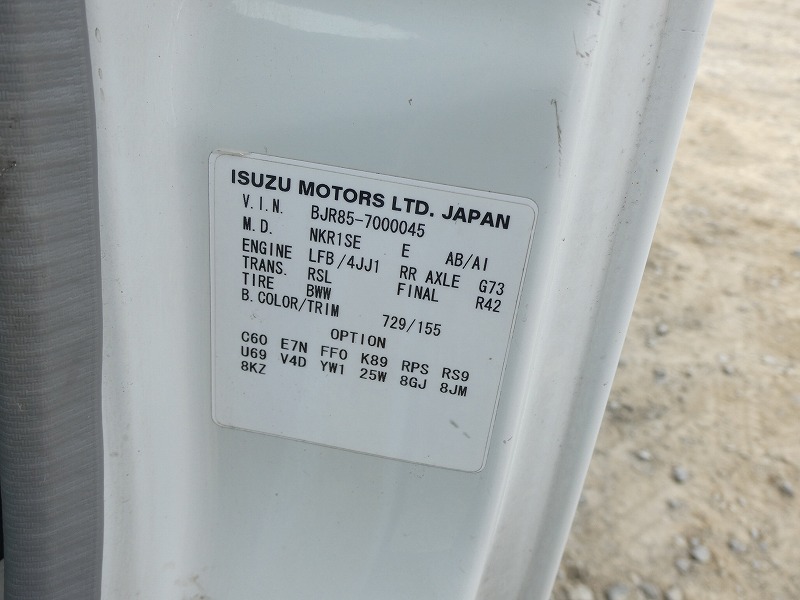 ISUZU MOTORS LTD. JAPAN
V.I.N. BJR85-7000045
M.D. NKR1SE E AB/AI
ENGINE LFB/4JJ1 RR AXLE G73
TRANS. RSL FINAL R42
TIRE BWW
B.COLOR/TRIM 729/155
OPTION
C60 E7N FF0 K89 RPS RS9
U69 V4D YW1 25W 8GJ 8JM
8KZ